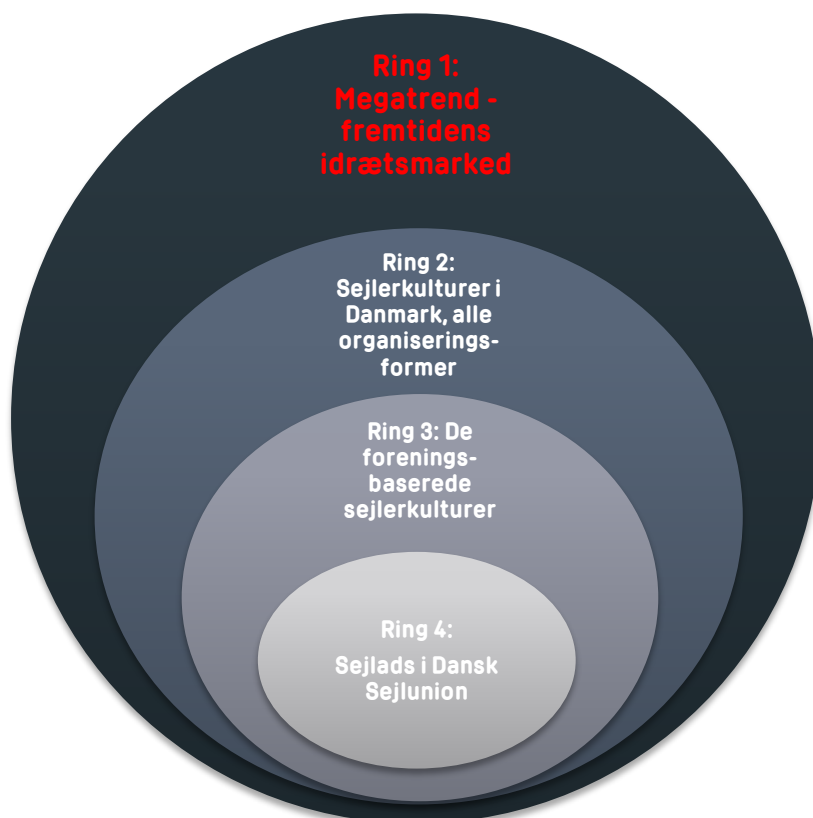 Ring 1:
Megatrend -
fremtidens
idrætsmarked
Ring 2:
Sejlerkulturer i
Danmark, alle
organiserings-
former
Ring 3: De
forenings-
baserede
sejlerkulturer
Ring 4:
Sejlads i Dansk
Sejlunion